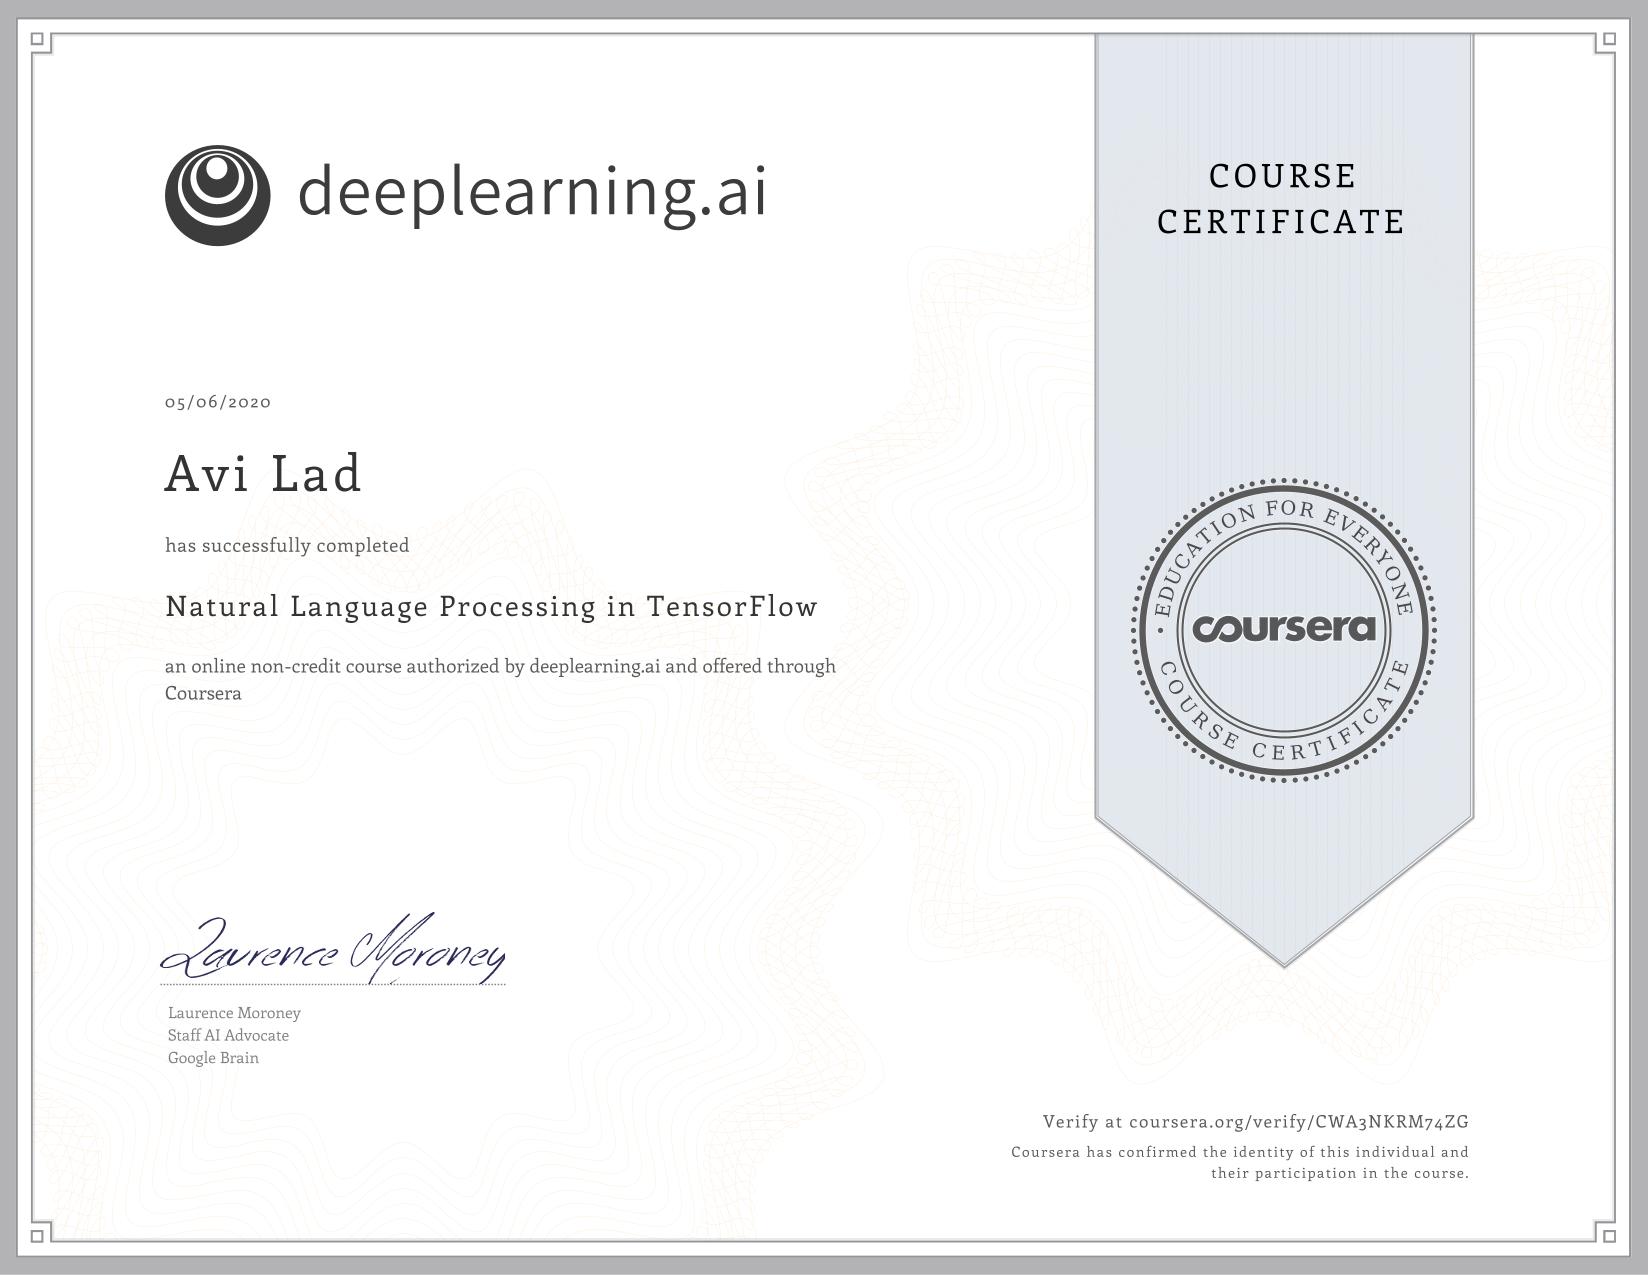 deeplearning.ai
COURSE
CERTIFICATE
05/06/2020
Avi Lad
has successfully completed
Natural Language Processing in TensorFlow
an online non-credit course authorized by deeplearning.ai and offered through
Coursera
EDUCATION FOR EVERYONE
coursera
COURSE CERTIFICATE
Laurence Moroney
Laurence Moroney
Staff AI Advocate
Google Brain
Verify at coursera.org/verify/CWA3NKRM74ZG
Coursera has confirmed the identity of this individual and
their participation in the course.